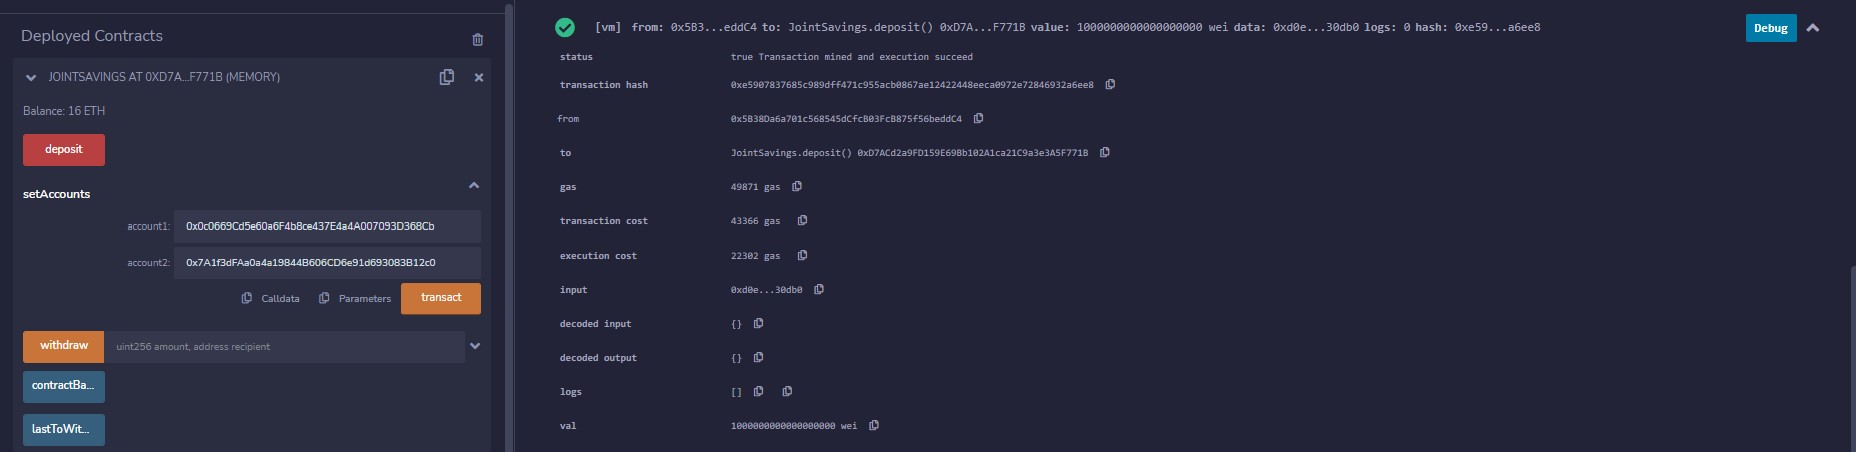 Deployed Contracts
JOINTSAVINGS AT 0XD7A...F771B (MEMORY)
Balance: 16 ETH
deposit
setAccounts
account1: 0x0c0669Cd5e60a6F4b8ce437E4a4A007093D368Cb
account2: 0x7A1f3dFAa0a4a19844B606CD6e91d693083B12c0
Calldata Parameters transact
withdraw uint256 amount, address recipient
contractBa...
lastToWit...
[vm] from: 0x5B3...eddC4 to: JointSavings.deposit() 0xD7A...F771B value: 1000000000000000000 wei data: 0xd0e...30db0 logs: 0 hash: 0xe59...a6ee8 Debug
status true Transaction mined and execution succeed
transaction hash 0xe5907837685c989dff471c955acb0867ae12422448eeca0972e72846932a6ee8
from 0x5B38Da6a701c568545dCfcB03FcB875f56beddC4
to JointSavings.deposit() 0xD7ACd2a9FD159E69Bb102A1ca21C9a3e3A5F771B
gas 49871 gas
transaction cost 43366 gas
execution cost 22302 gas
input 0xd0e...30db0
decoded input {}
decoded output {}
logs []
val 1000000000000000000 wei